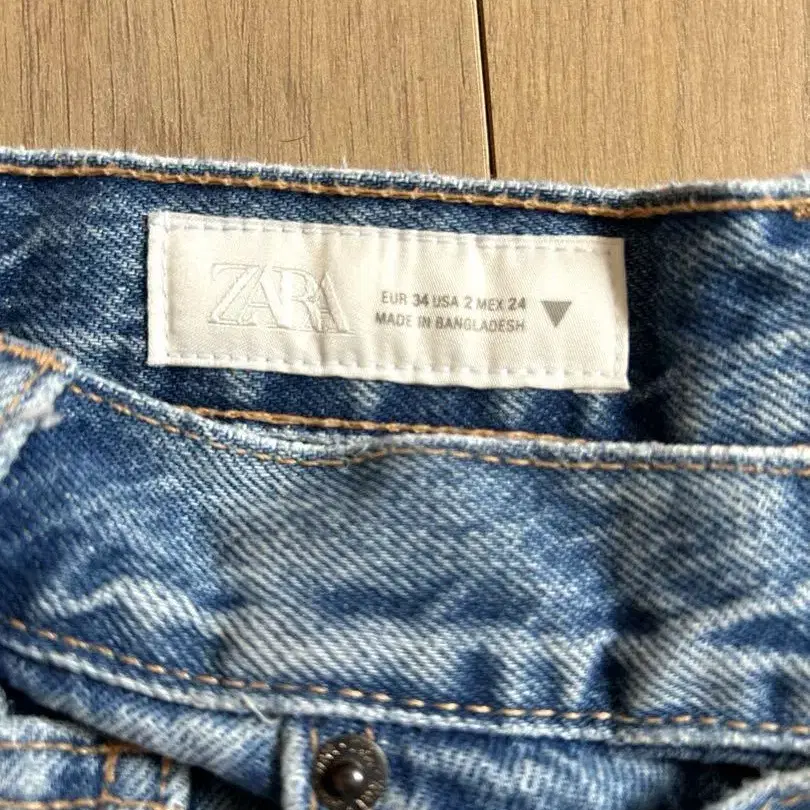 ZARA
EUR 34 USA 2 MEX 24
MADE IN BANGLADESH